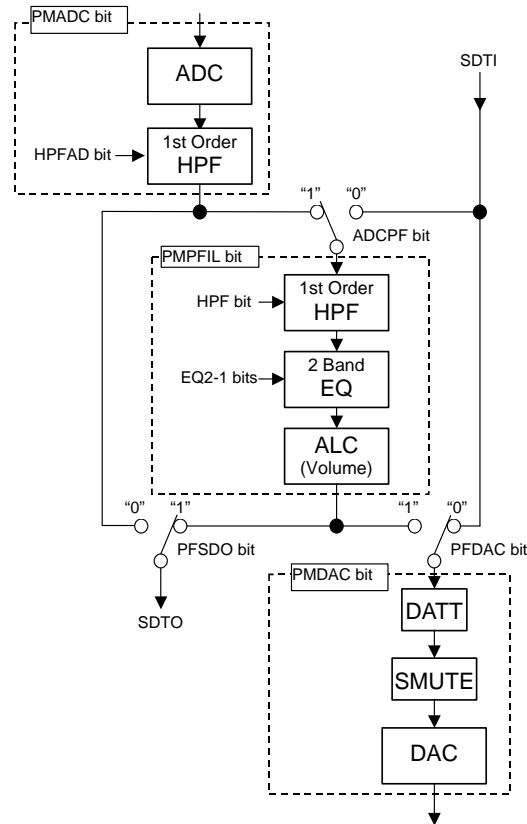 PMADC bit
ADC
SDTI
1st Order
HPF
HPFAD bit
“1”
“0”
ADCPF bit
PMPFIL bit
1st Order
HPF
HPF bit
2 Band
EQ
EQ2-1 bits
ALC
(Volume)
“0”
“1”
“1”
“0”
PFSDO bit
PFDAC bit
PMDAC bit
SDTO
DATT
SMUTE
DAC